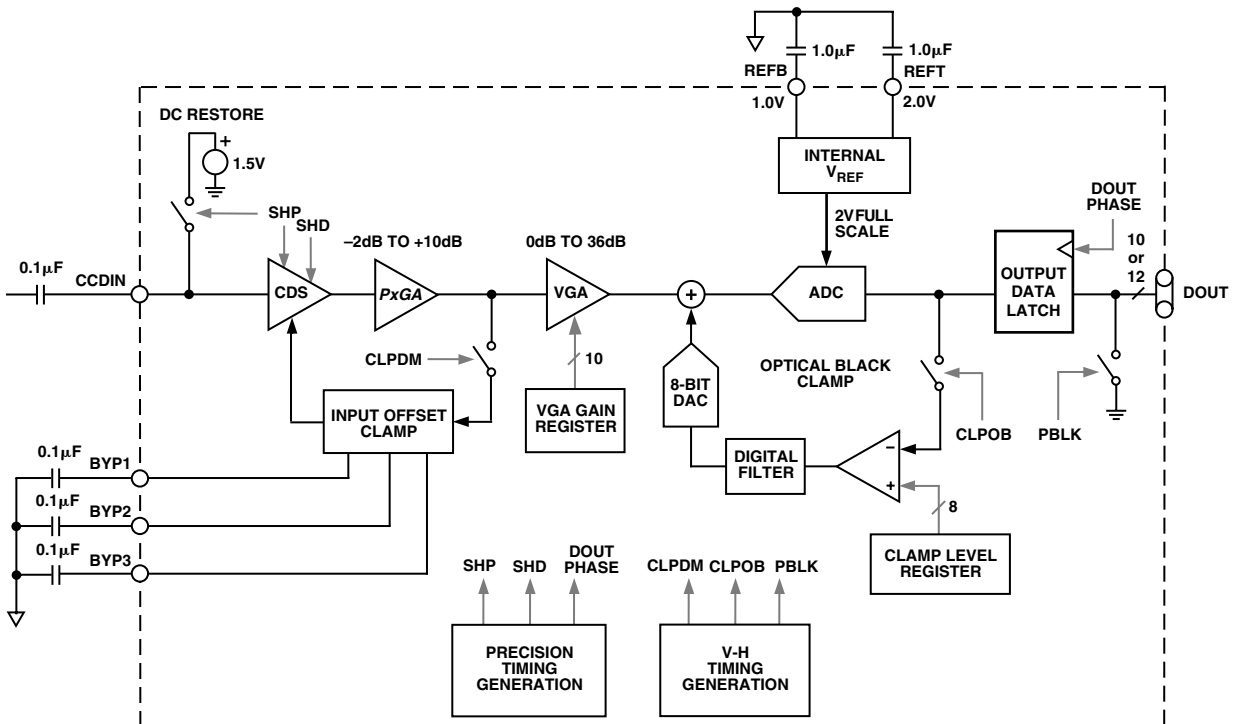 1.0µF
1.0µF
REFB
REFT
1.0V
2.0V
DC RESTORE
+
1.5V
INTERNAL
VREF
DOUT
PHASE
SHP
SHD
–2dB TO +10dB
0dB TO 36dB
2V FULL
SCALE
10
or
12
0.1µF
CCDIN
CDS
PxGA
VGA
+
ADC
OUTPUT
DATA
LATCH
DOUT
CLPDM
10
8-BIT
DAC
OPTICAL BLACK
CLAMP
INPUT OFFSET
CLAMP
VGA GAIN
REGISTER
CLPOB
PBLK
0.1µF
BYP1
DIGITAL
FILTER
–
+
0.1µF
BYP2
8
0.1µF
BYP3
CLAMP LEVEL
REGISTER
SHP
SHD
DOUT
PHASE
CLPDM
CLPOB
PBLK
PRECISION
TIMING
GENERATION
V-H
TIMING
GENERATION